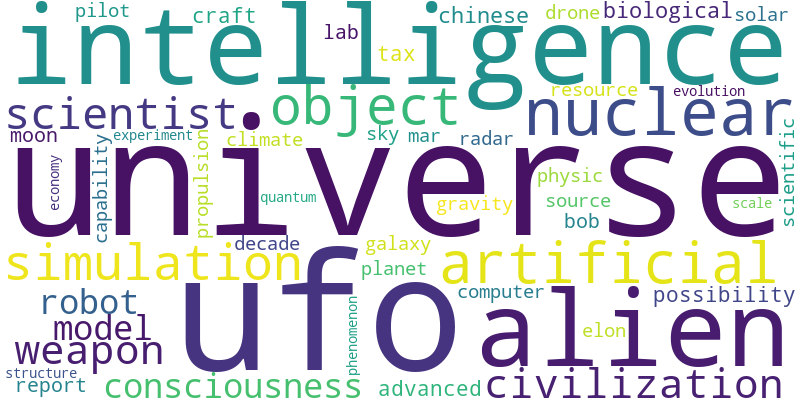 pilot
craft
chinese
drone
biological
solar
intelligence
lab
tax
resource
evolution
scientist
object
nuclear
moon
experiment
climate
sky
mar
radar
scientific
universe
economy
capability
propulsion
quantum
physic
gravity
source
scale
bob
decade
galaxy
simulation
planet
artificial
robot
ufo
computer
possibility
model
phenomenon
alien
elon
weapon
structure
report
consciousness
advanced
civilization